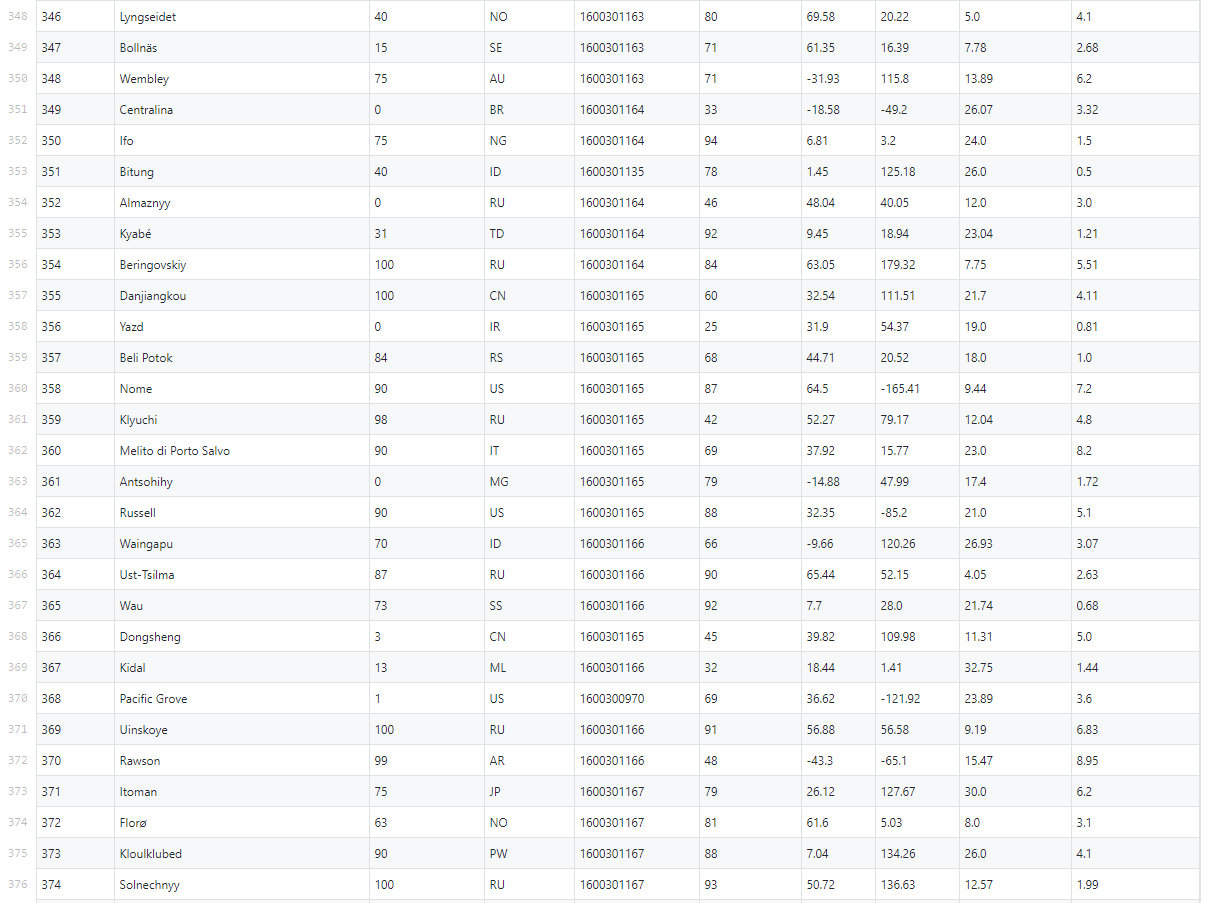 348 346 Lyngseidet 40 NO 1600301163 80 69.58 20.22 5.0 4.1
349 347 Bollnäs 15 SE 1600301163 71 61.35 16.39 7.78 2.68
350 348 Wembley 75 AU 1600301163 71 -31.93 115.8 13.89 6.2
351 349 Centralina 0 BR 1600301164 33 -18.58 -49.2 26.07 3.32
352 350 Ifo 75 NG 1600301164 94 6.81 3.2 24.0 1.5
353 351 Bitung 40 ID 1600301135 78 1.45 125.18 26.0 0.5
354 352 Almaznyy 0 RU 1600301164 46 48.04 40.05 12.0 3.0
355 353 Kyabé 31 TD 1600301164 92 9.45 18.94 23.04 1.21
356 354 Beringovskiy 100 RU 1600301164 84 63.05 179.32 7.75 5.51
357 355 Danjiangkou 100 CN 1600301165 60 32.54 111.51 21.7 4.11
358 356 Yazd 0 IR 1600301165 25 31.9 54.37 19.0 0.81
359 357 Beli Potok 84 RS 1600301165 68 44.71 20.52 18.0 1.0
360 358 Nome 90 US 1600301165 87 64.5 -165.41 9.44 7.2
361 359 Klyuchi 98 RU 1600301165 42 52.27 79.17 12.04 4.8
362 360 Melito di Porto Salvo 90 IT 1600301165 69 37.92 15.77 23.0 8.2
363 361 Antsohihy 0 MG 1600301165 79 -14.88 47.99 17.4 1.72
364 362 Russell 90 US 1600301165 88 32.35 -85.2 21.0 5.1
365 363 Waingapu 70 ID 1600301166 66 -9.66 120.26 26.93 3.07
366 364 Ust-Tsilma 87 RU 1600301166 90 65.44 52.15 4.05 2.63
367 365 Wau 73 SS 1600301166 92 7.7 28.0 21.74 0.68
368 366 Dongsheng 3 CN 1600301165 45 39.82 109.98 11.31 5.0
369 367 Kidal 13 ML 1600301166 32 18.44 1.41 32.75 1.44
370 368 Pacific Grove 1 US 1600300970 69 36.62 -121.92 23.89 3.6
371 369 Uinskoye 100 RU 1600301166 91 56.88 56.58 9.19 6.83
372 370 Rawson 99 AR 1600301166 48 -43.3 -65.1 15.47 8.95
373 371 Itoman 75 JP 1600301167 79 26.12 127.67 30.0 6.2
374 372 Florø 63 NO 1600301167 81 61.6 5.03 8.0 3.1
375 373 Kloulklubed 90 PW 1600301167 88 7.04 134.26 26.0 4.1
376 374 Solnechnyy 100 RU 1600301167 93 50.72 136.63 12.57 1.99